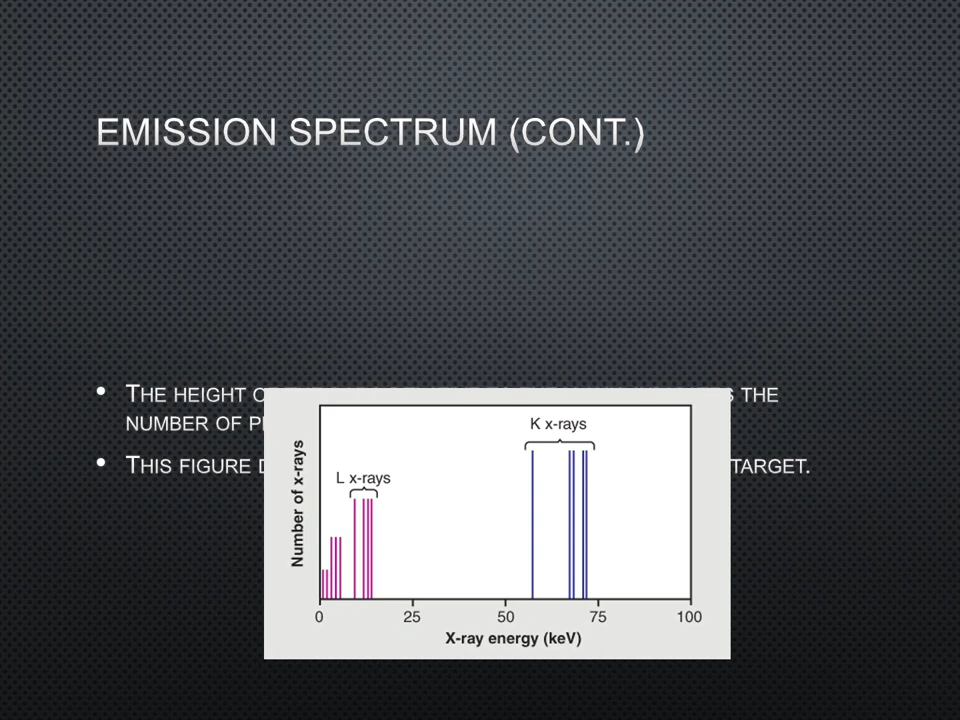 EMISSION SPECTRUM (CONT.)
• THE HEIGHT THE
NUMBER OF
• THIS FIGURE TARGET.
K x-rays
L x-rays
Number of x-rays
0 25 50 75 100
X-ray energy (keV)